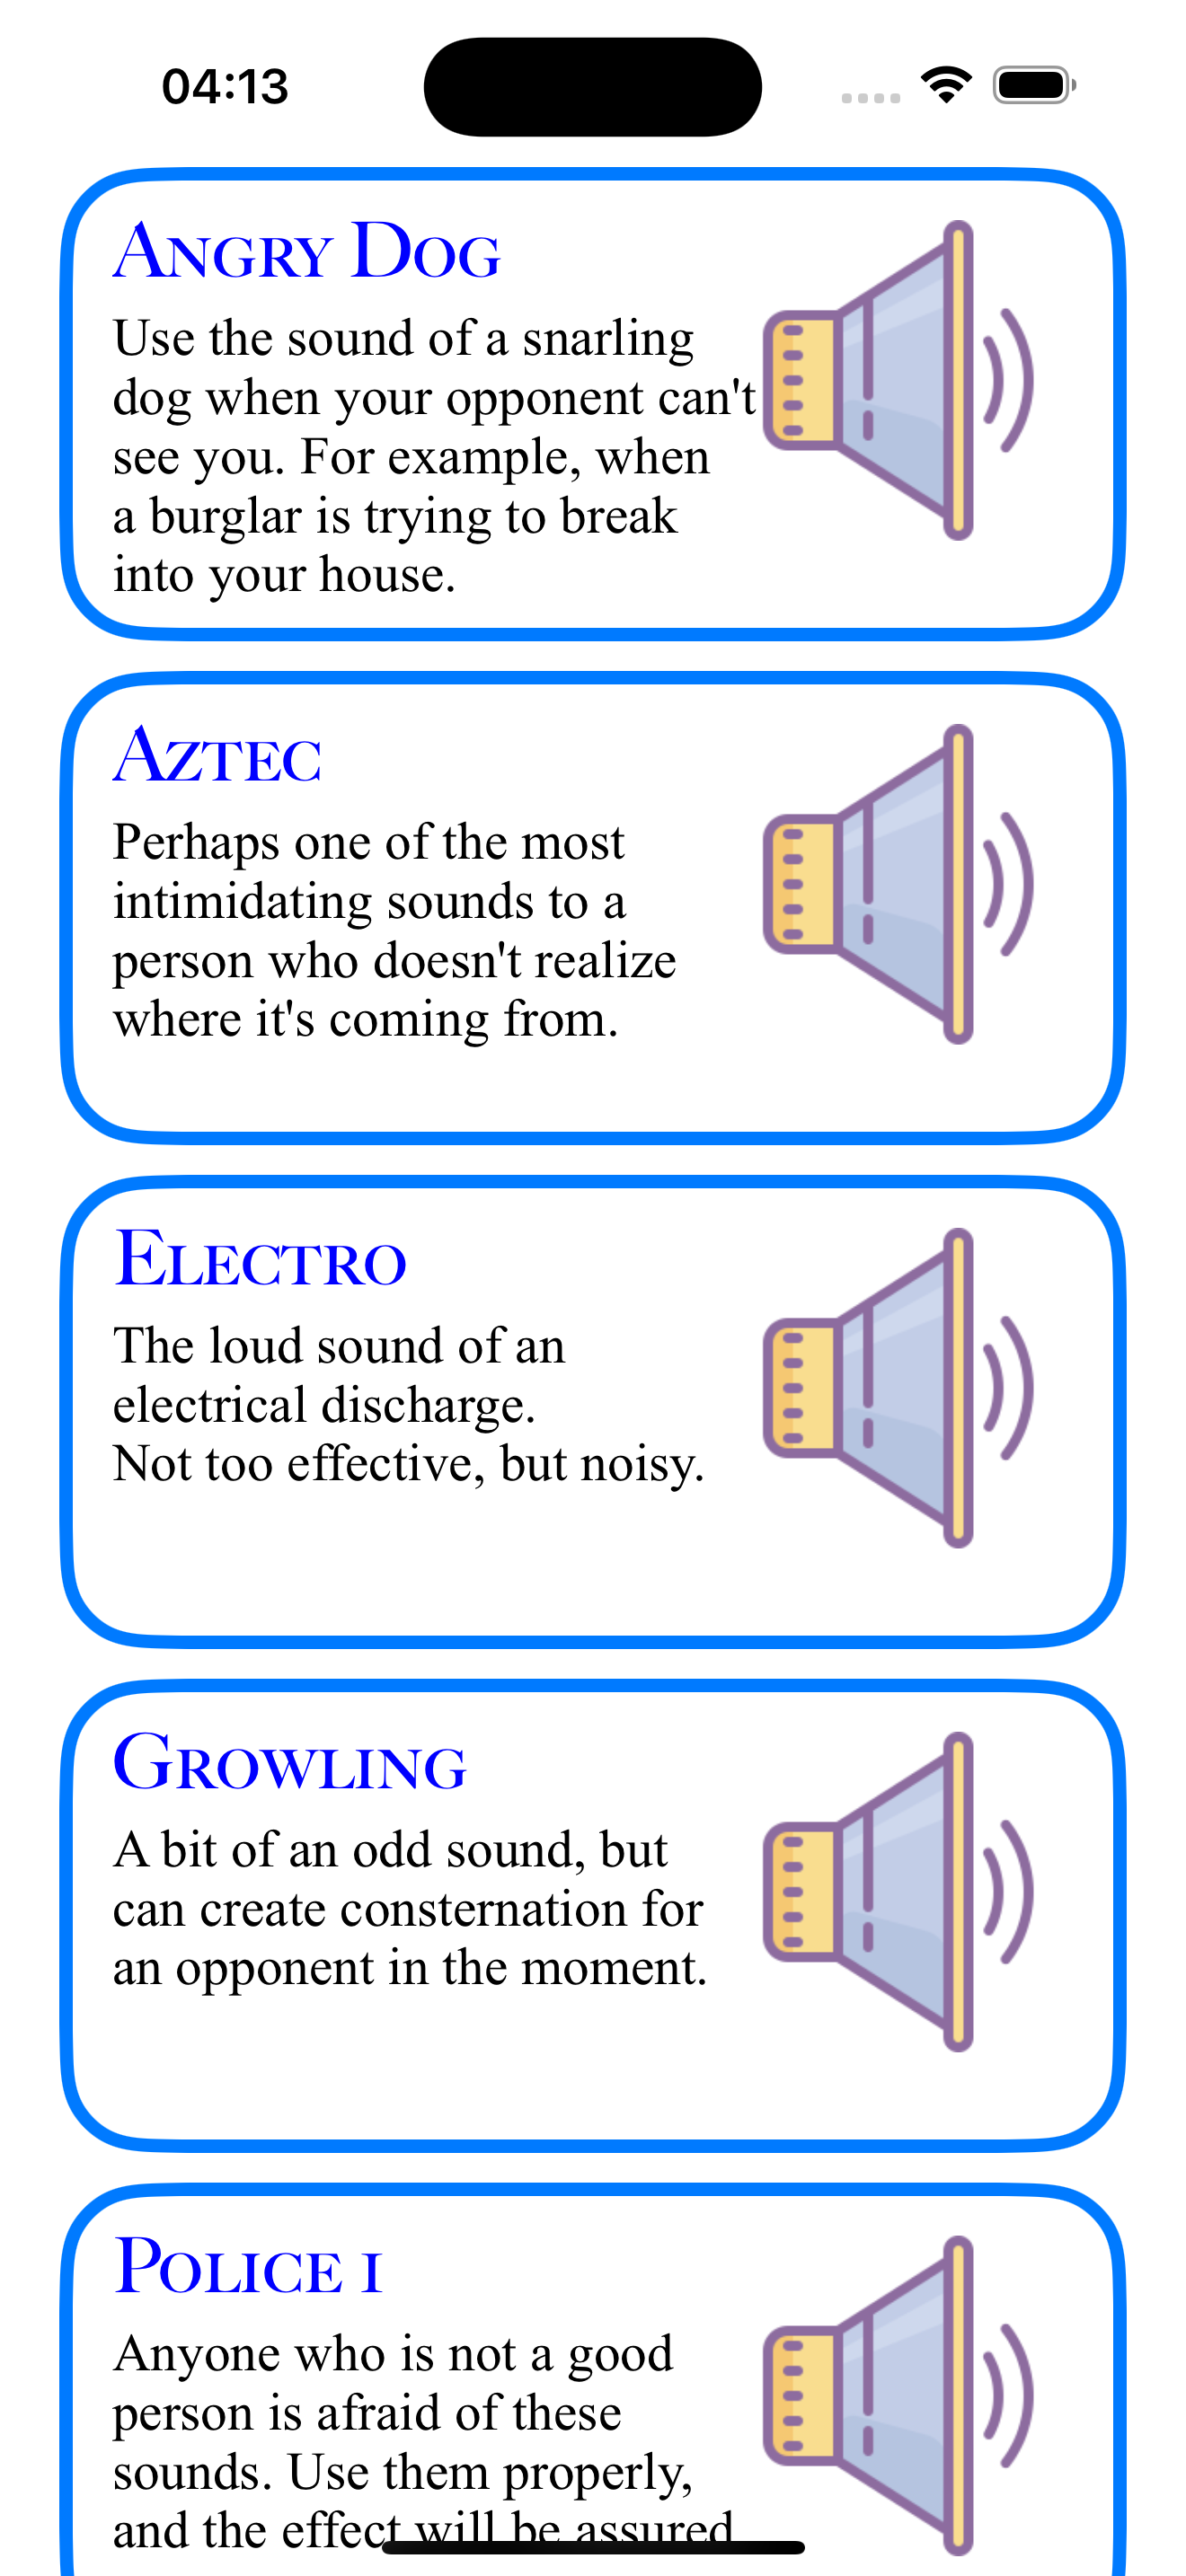 04:13
Angry Dog
Use the sound of a snarling
dog when your opponent can't
see you. For example, when
a burglar is trying to break
into your house.
Aztec
Perhaps one of the most
intimidating sounds to a
person who doesn't realize
where it's coming from.
Electro
The loud sound of an
electrical discharge.
Not too effective, but noisy.
Growling
A bit of an odd sound, but
can create consternation for
an opponent in the moment.
Police 1
Anyone who is not a good
person is afraid of these
sounds. Use them properly,
and the effect will be assured